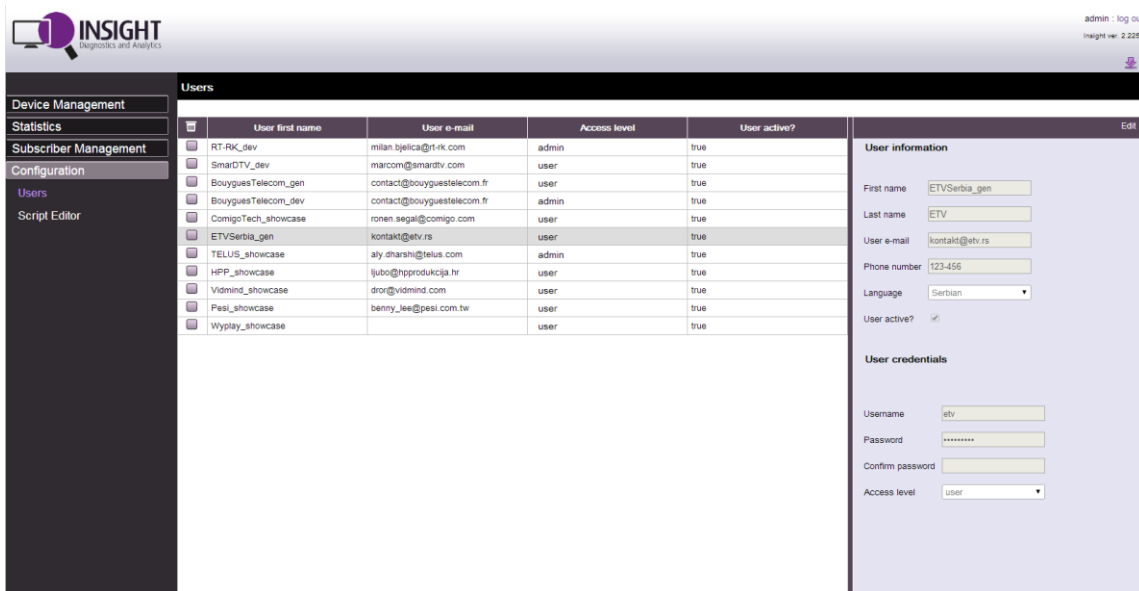 INSIGHT
Diagnostics and Analytics
admin : log ou
Insight ver. 2.225
Users
Device Management
Statistics
Subscriber Management
Configuration
Users
Script Editor
User first name User e-mail Access level User active?
RT-RK_dev milan.bjelica@rt-rk.com admin true
SmarDTV_dev marcom@smardtv.com user true
BouyguesTelecom_gen contact@bouyguestelecom.fr user true
BouyguesTelecom_dev contact@bouyguestelecom.fr admin true
ComigoTech_showcase ronen.segal@comigo.com user true
ETVSerbia_gen kontakt@etv.rs user true
TELUS_showcase aly.dharshi@telus.com admin true
HPP_showcase ljubo@hpprodukcija.hr user true
Vidmind_showcase dror@vidmind.com user true
Pesi_showcase benny_lee@pesi.com.tw user true
Wyplay_showcase user true
Edit
User information
First name ETVSerbia_gen
Last name ETV
User e-mail kontakt@etv.rs
Phone number 123-456
Language Serbian
User active?
User credentials
Username etv
Password •••••••••
Confirm password
Access level user